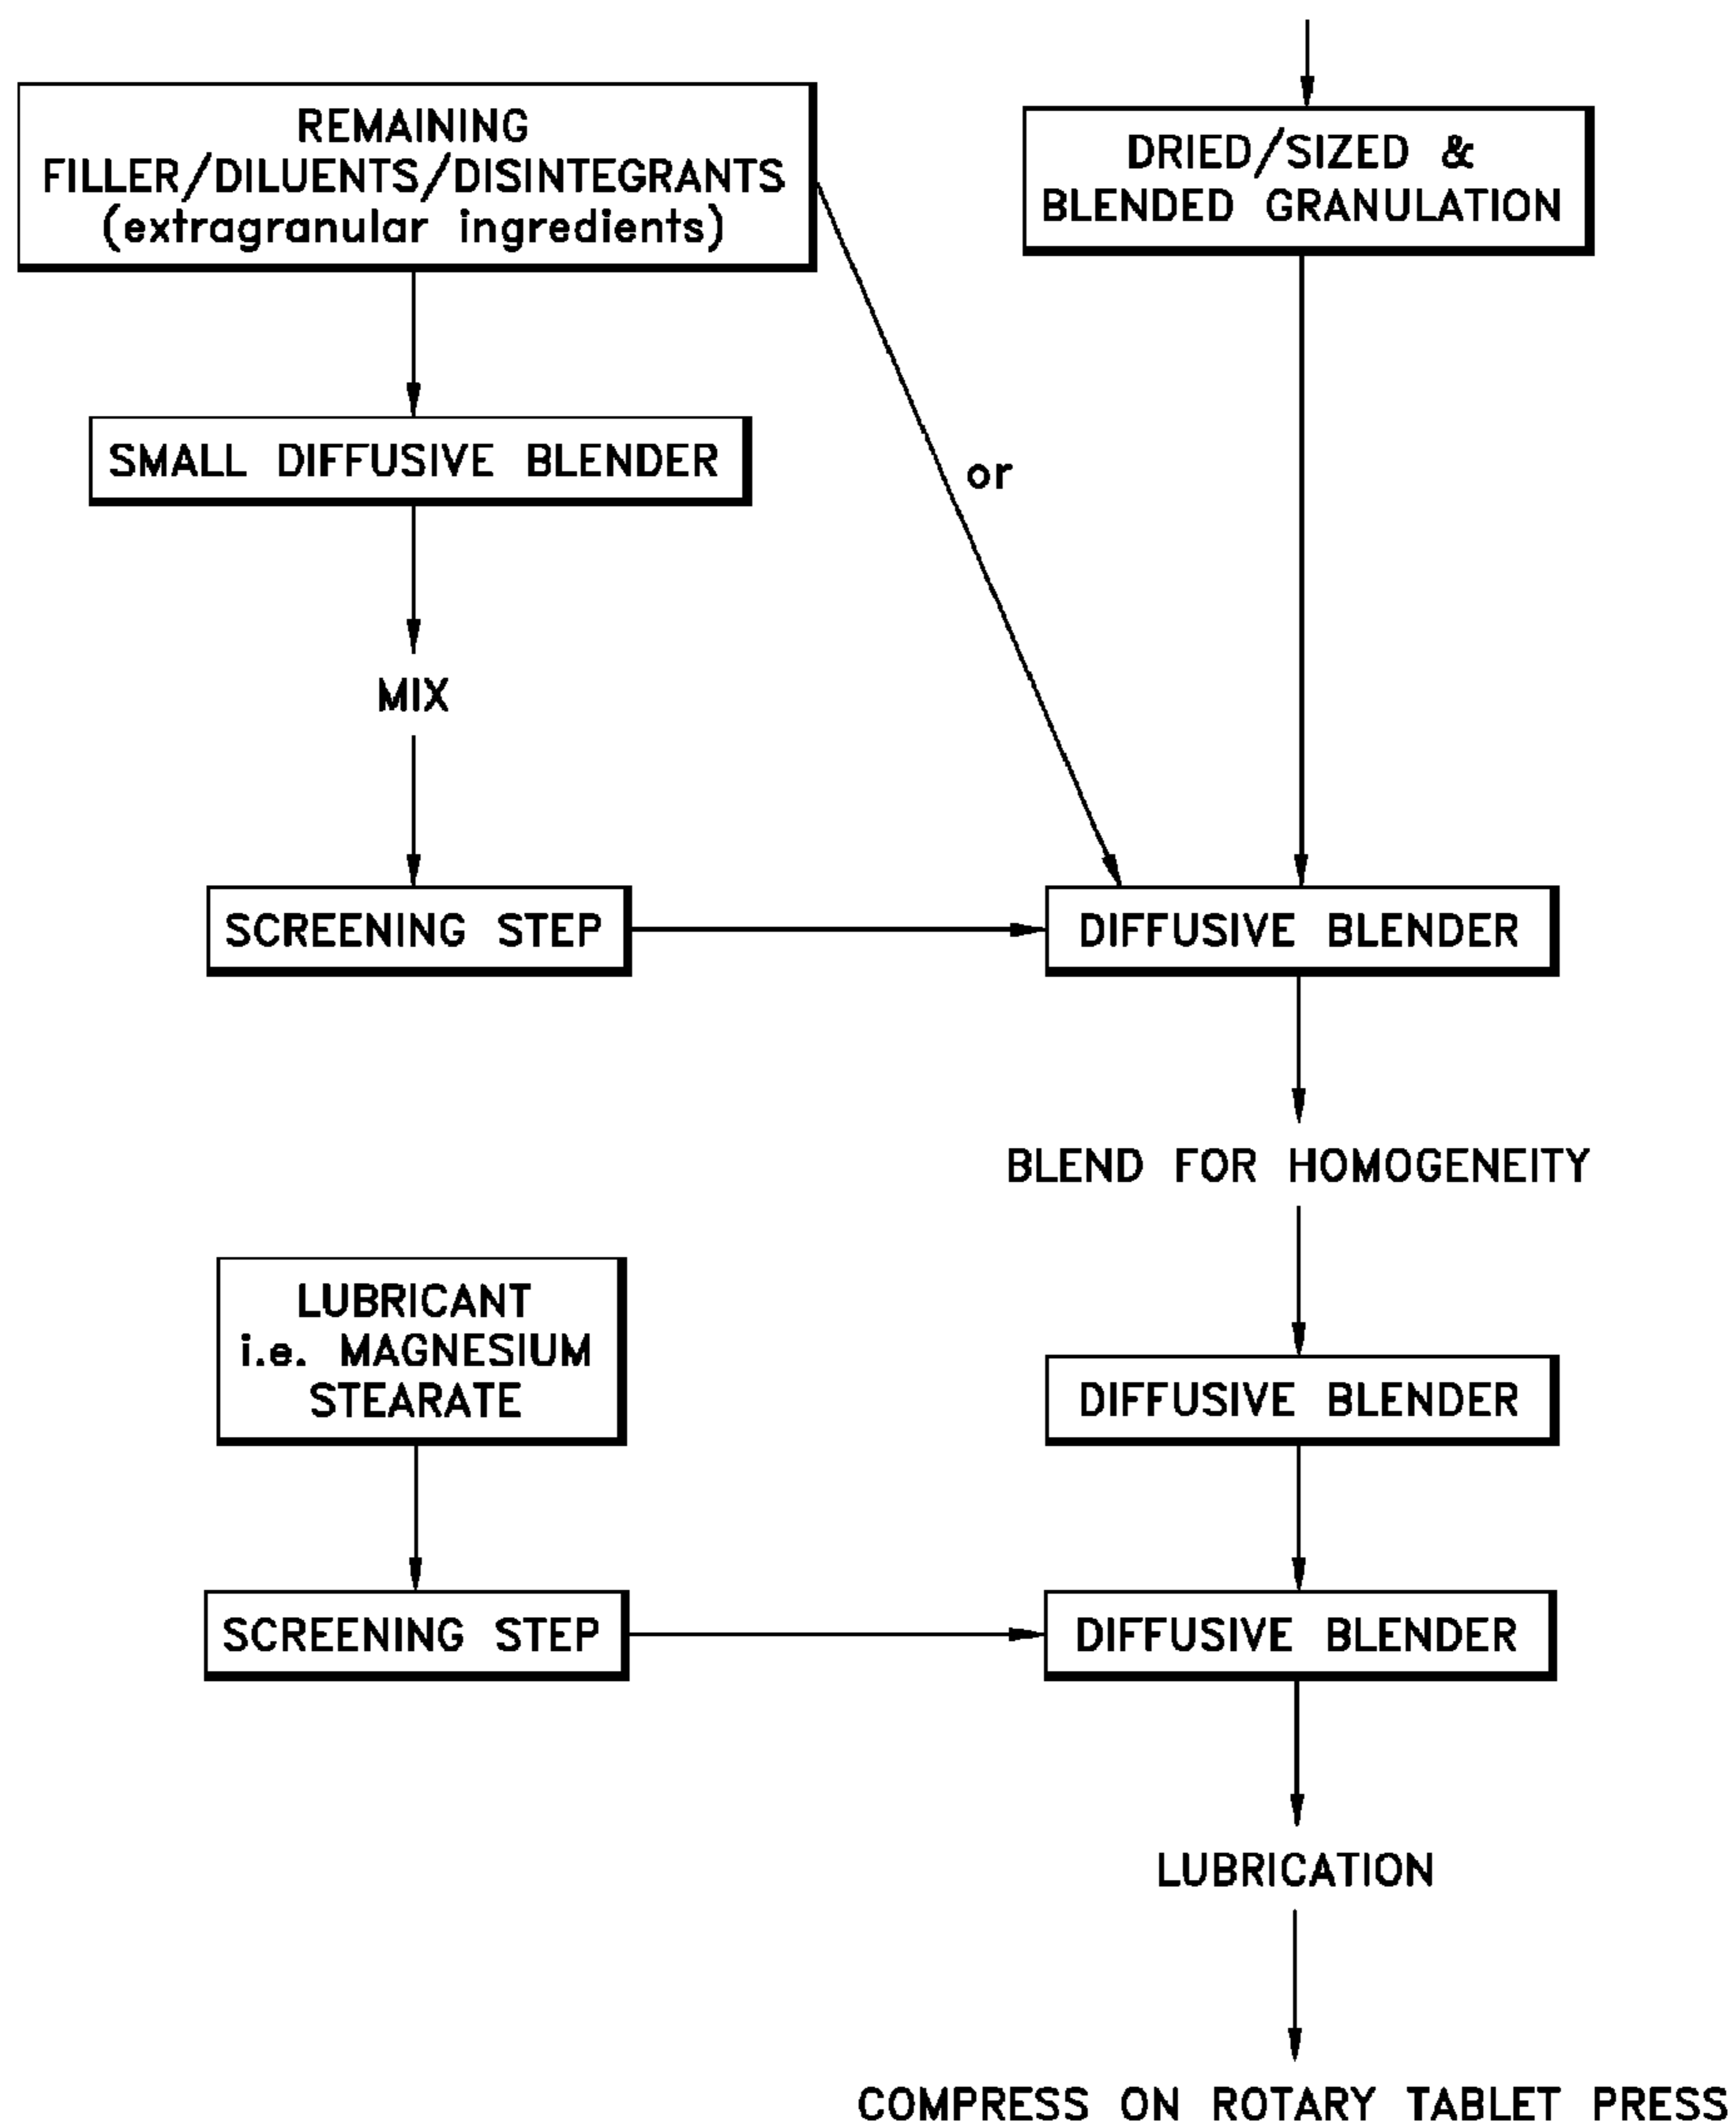 REMAINING
FILLER/DILUENTS/DISINTEGRANTS
(extragranular ingredients)
DRIED/SIZED &
BLENDED GRANULATION
SMALL DIFFUSIVE BLENDER
or
MIX
SCREENING STEP
DIFFUSIVE BLENDER
BLEND FOR HOMOGENEITY
LUBRICANT
i.e. MAGNESIUM
STEARATE
DIFFUSIVE BLENDER
SCREENING STEP
DIFFUSIVE BLENDER
LUBRICATION
COMPRESS ON ROTARY TABLET PRESS